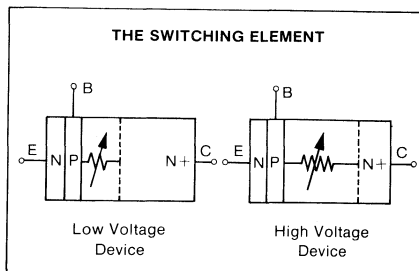 THE SWITCHING ELEMENT
B
E N P N+ C
Low Voltage
Device
B
E N P N+ C
High Voltage
Device